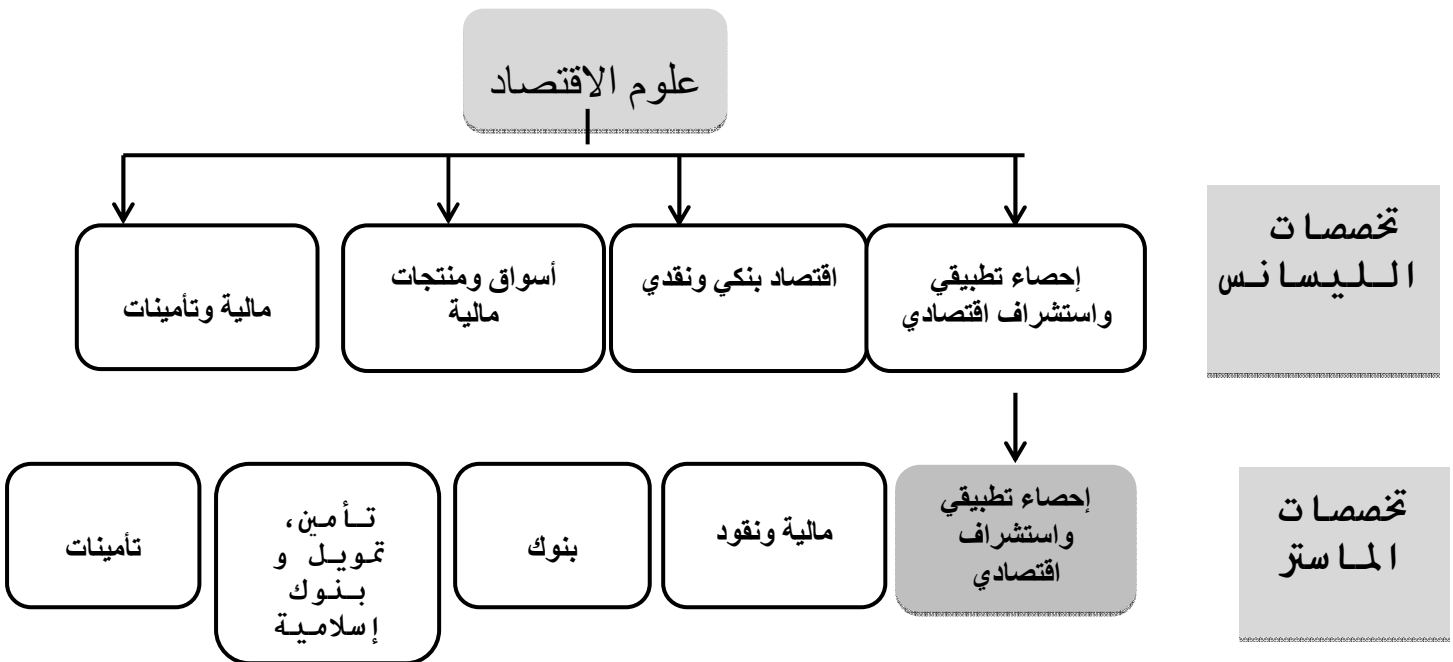 علوم الاقتصاد
تخصصات
الليسانس
إحصاء تطبيقي
واستشراف اقتصادي
اقتصاد بنكي ونقدي
أسواق ومنتجات
مالية
مالية وتأمينات
تخصصات
الماستر
إحصاء تطبيقي
واستشراف
اقتصادي
مالية ونقود
بنوك
تأمين،
تمويل و
بنوك
إسلامية
تأمينات